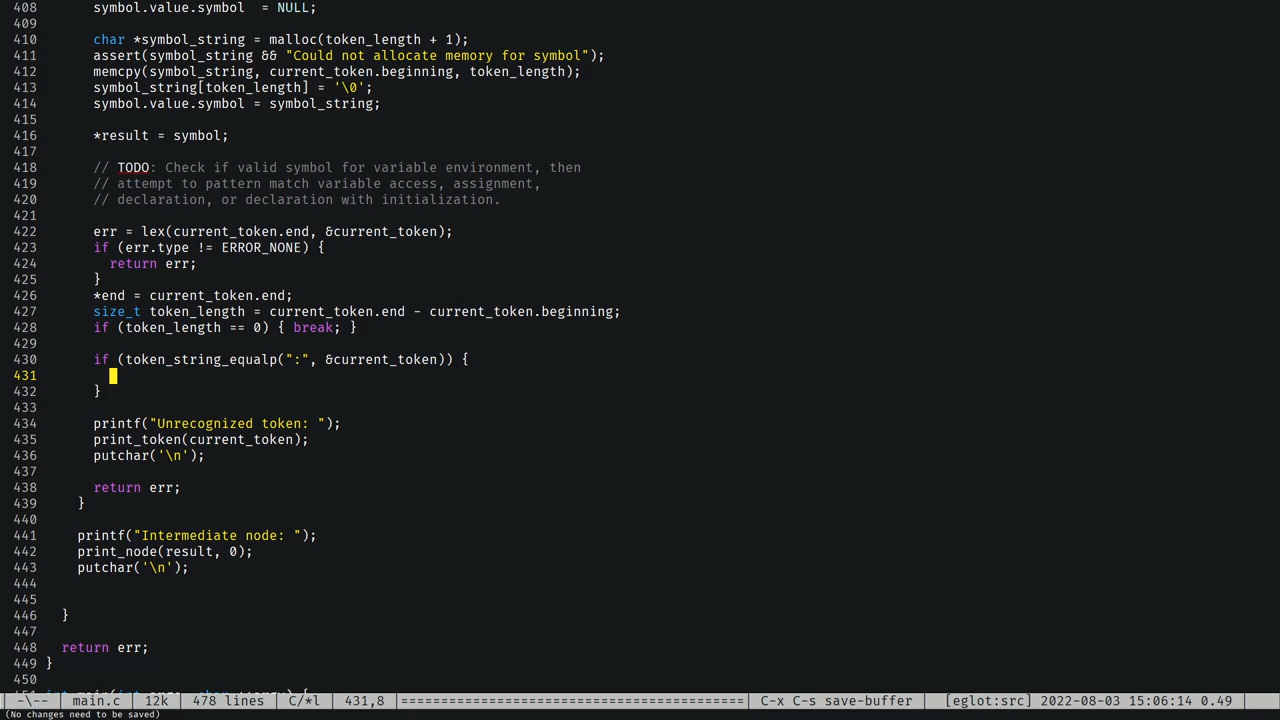 408 symbol.value.symbol  = NULL;
409
410 char *symbol_string = malloc(token_length + 1);
411 assert(symbol_string && "Could not allocate memory for symbol");
412 memcpy(symbol_string, current_token.beginning, token_length);
413 symbol_string[token_length] = '\0';
414 symbol.value.symbol = symbol_string;
415
416 *result = symbol;
417
418 // TODO: Check if valid symbol for variable environment, then
419 // attempt to pattern match variable access, assignment,
420 // declaration, or declaration with initialization.
421
422 err = lex(current_token.end, &current_token);
423 if (err.type != ERROR_NONE) {
424 return err;
425 }
426 *end = current_token.end;
427 size_t token_length = current_token.end - current_token.beginning;
428 if (token_length == 0) { break; }
429
430 if (token_string_equalp(":", &current_token)) {
431
432 }
433
434 printf("Unrecognized token: ");
435 print_token(current_token);
436 putchar('\n');
437
438 return err;
439 }
440
441 printf("Intermediate node: ");
442 print_node(result, 0);
443 putchar('\n');
444
445
446 }
447
448 return err;
449 }
450
-\-- main.c 12k 478 lines C/*l 431,8 =========================================== C-x C-s save-buffer [eglot:src] 2022-08-03 15:06:14 0.49
(No changes need to be saved)